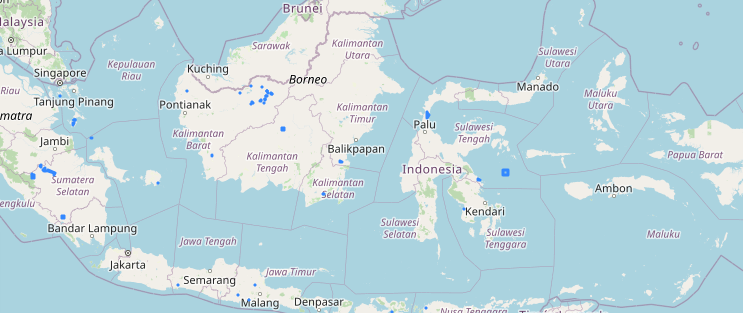 Brunei
alaysia
a Lumpur
Sarawak
Kalimantan
Utara
Sulawesi
Utara
Kepulauan
Riau
Kuching
Singapore
Borneo
Manado
Riau
Tanjung Pinang
Pontianak
Kalimantan
Timur
Maluku
Utara
matra
Palu
Sulawesi
Tengah
Jambi
Kalimantan
Barat
Balikpapan
Papua Barat
Kalimantan
Tengah
Indonesia
Sumatera
Selatan
Kalimantan
Selatan
Ambon
engkulu
Kendari
Bandar Lampung
Sulawesi
Selatan
Sulawesi
Tenggara
Maluku
Jawa Tengah
Jakarta
Semarang
Jawa Timur
Malang
Denpasar
Nusa Tenggara